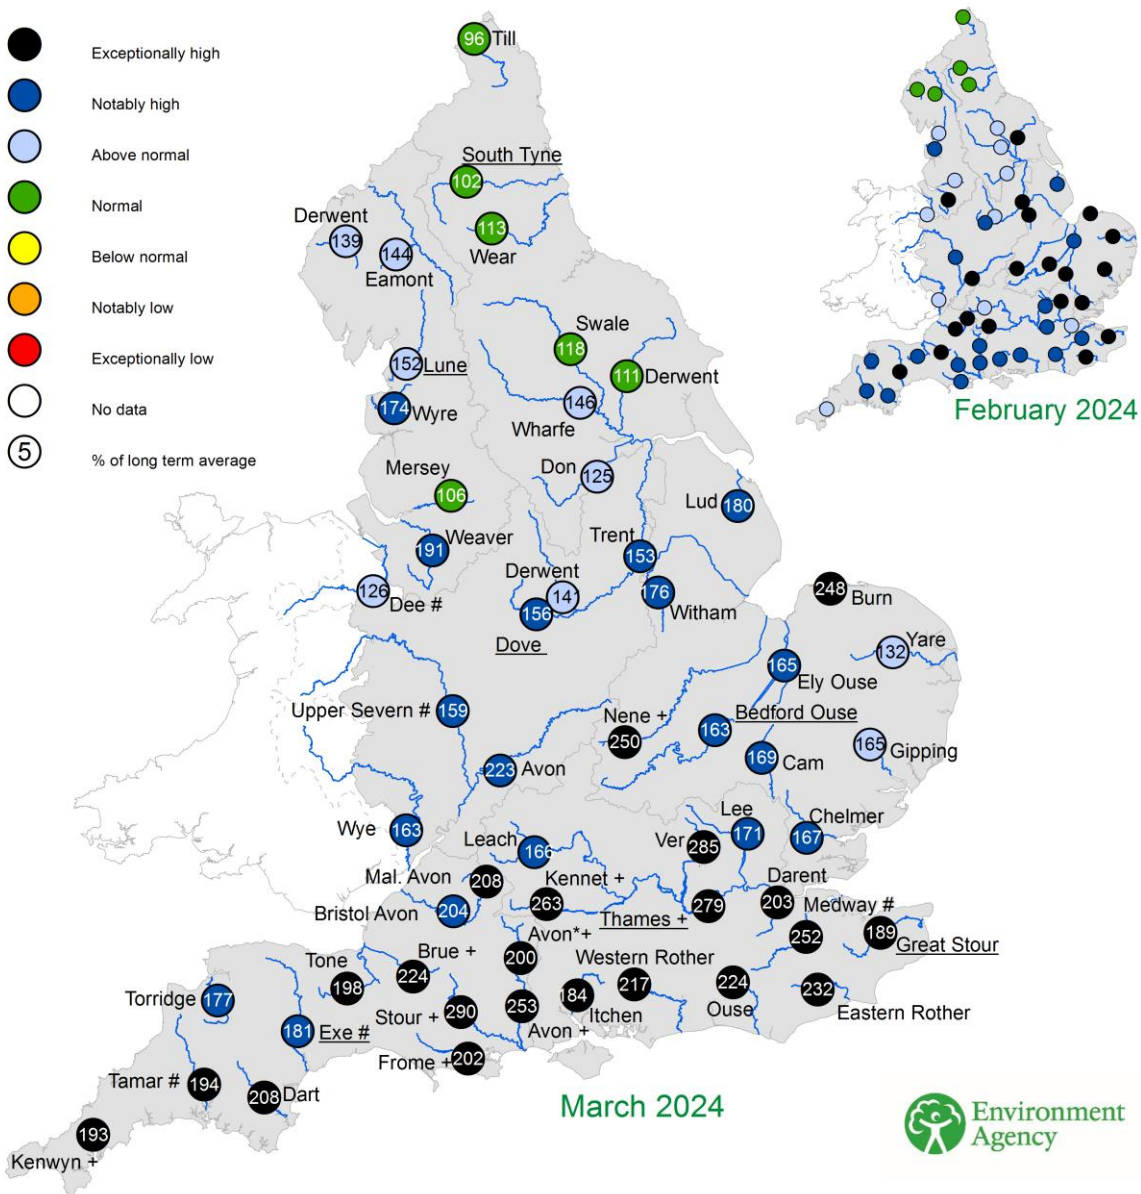 Exceptionally high
Notably high
Above normal
Normal
Below normal
Notably low
Exceptionally low
No data
5 % of long term average
96 Till
South Tyne
102
113
Wear
Derwent
139
144
Eamont
Swale
118
152 Lune
111 Derwent
174 Wyre
146
Wharfe
Mersey
106
Don
125
Lud 180
Weaver
191
Trent
153
Derwent
14
126
Dee #
156
Dove
176
Witham
248
Burn
Yare
132
165
Ely Ouse
Upper Severn # 159
Nene +
250
Bedford Ouse
163
165
Gipping
223 Avon
169 Cam
Wye 163
Leach 166
Ver 285
Lee
171
Chelmer
167
Mal. Avon
208
Kennet +
263
Thames +
279
Darent
203
Medway #
252
189
Great Stour
Bristol Avon 204
Avon*+
200
Western Rother
217
Tone
198
Brue +
224
Torridge 177
Stour +
290
253
Avon +
184
Itchen
224
Ouse
232
Eastern Rother
181 Exe #
Frome + 202
Tamar # 194
208 Dart
193
Kenwyn +
March 2024
February 2024
Environment
Agency